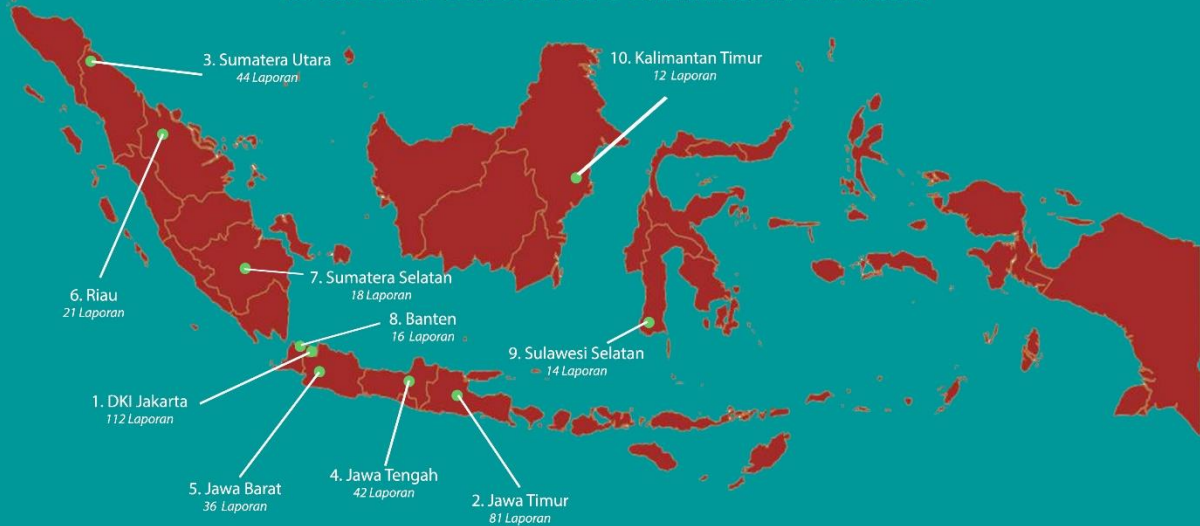 3. Sumatera Utara
44 Laporan
10. Kalimantan Timur
12 Laporan
7. Sumatera Selatan
18 Laporan
6. Riau
21 Laporan
8. Banten
16 Laporan
9. Sulawesi Selatan
14 Laporan
1. DKI Jakarta
112 Laporan
4. Jawa Tengah
42 Laporan
5. Jawa Barat
36 Laporan
2. Jawa Timur
81 Laporan